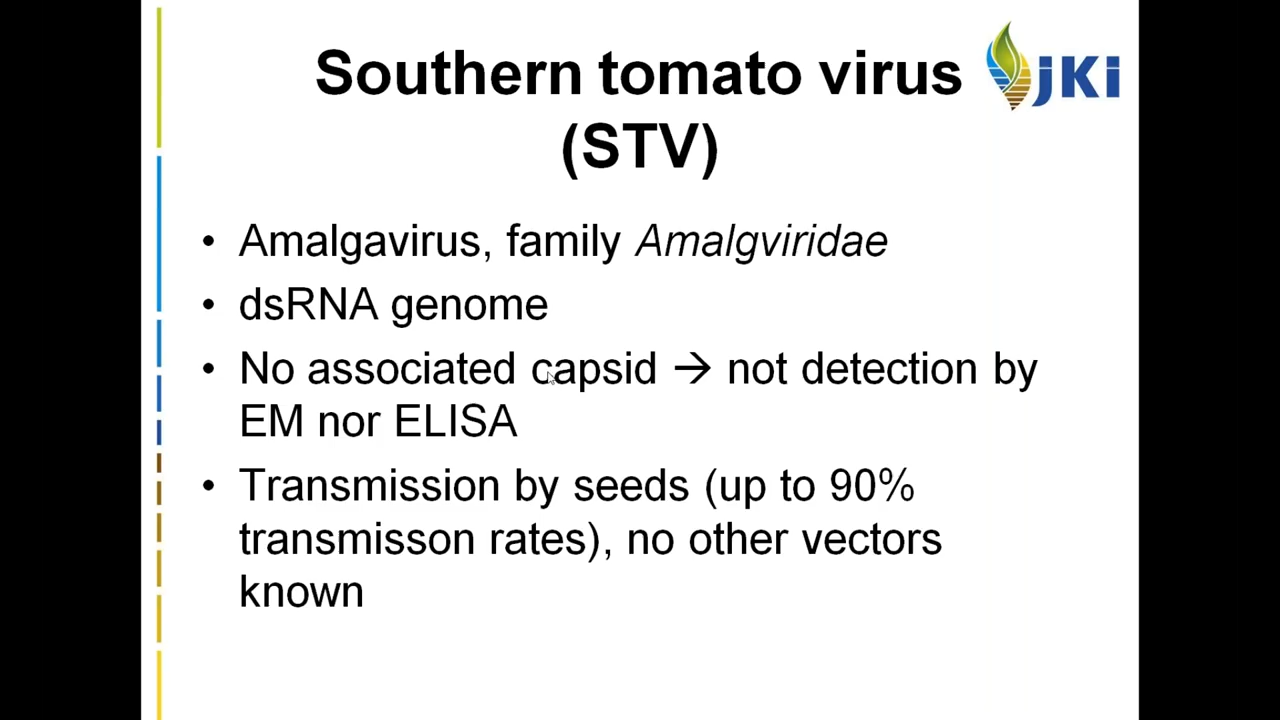 Southern tomato virus
(STV)
JKi
• Amalgavirus, family Amalgviridae
• dsRNA genome
• No associated capsid → not detection by
EM nor ELISA
• Transmission by seeds (up to 90%
transmisson rates), no other vectors
known